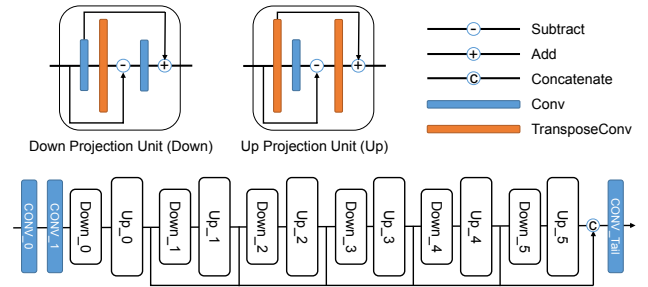 Subtract
Add
C Concatenate
Conv
TransposeConv
Down Projection Unit (Down)
Up Projection Unit (Up)
CONV_0
CONV_1
Down_0
Up_0
Down_1
Up_1
Down_2
Up_2
Down_3
Up_3
Down_4
Up_4
Down_5
Up_5
C
CONV_Tail